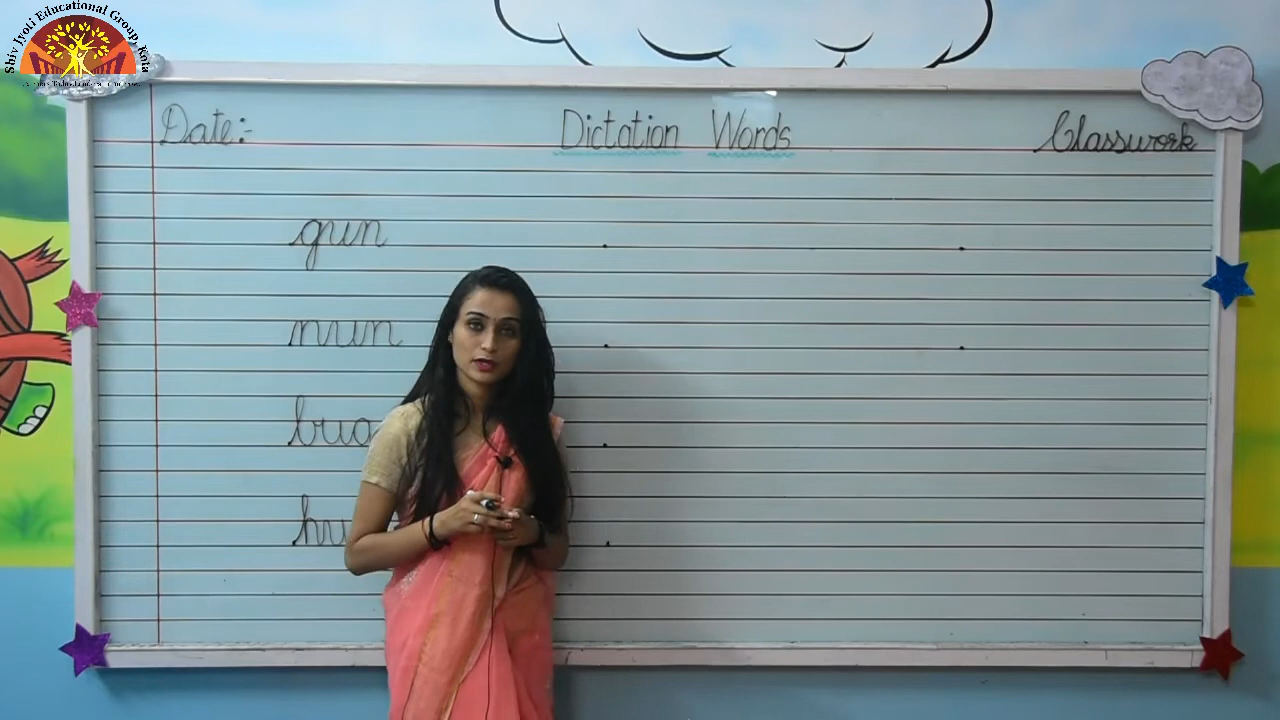 Shiv Jyoti Educational Group, Kota
Date:- Dictation Words Classwork
gun
nun